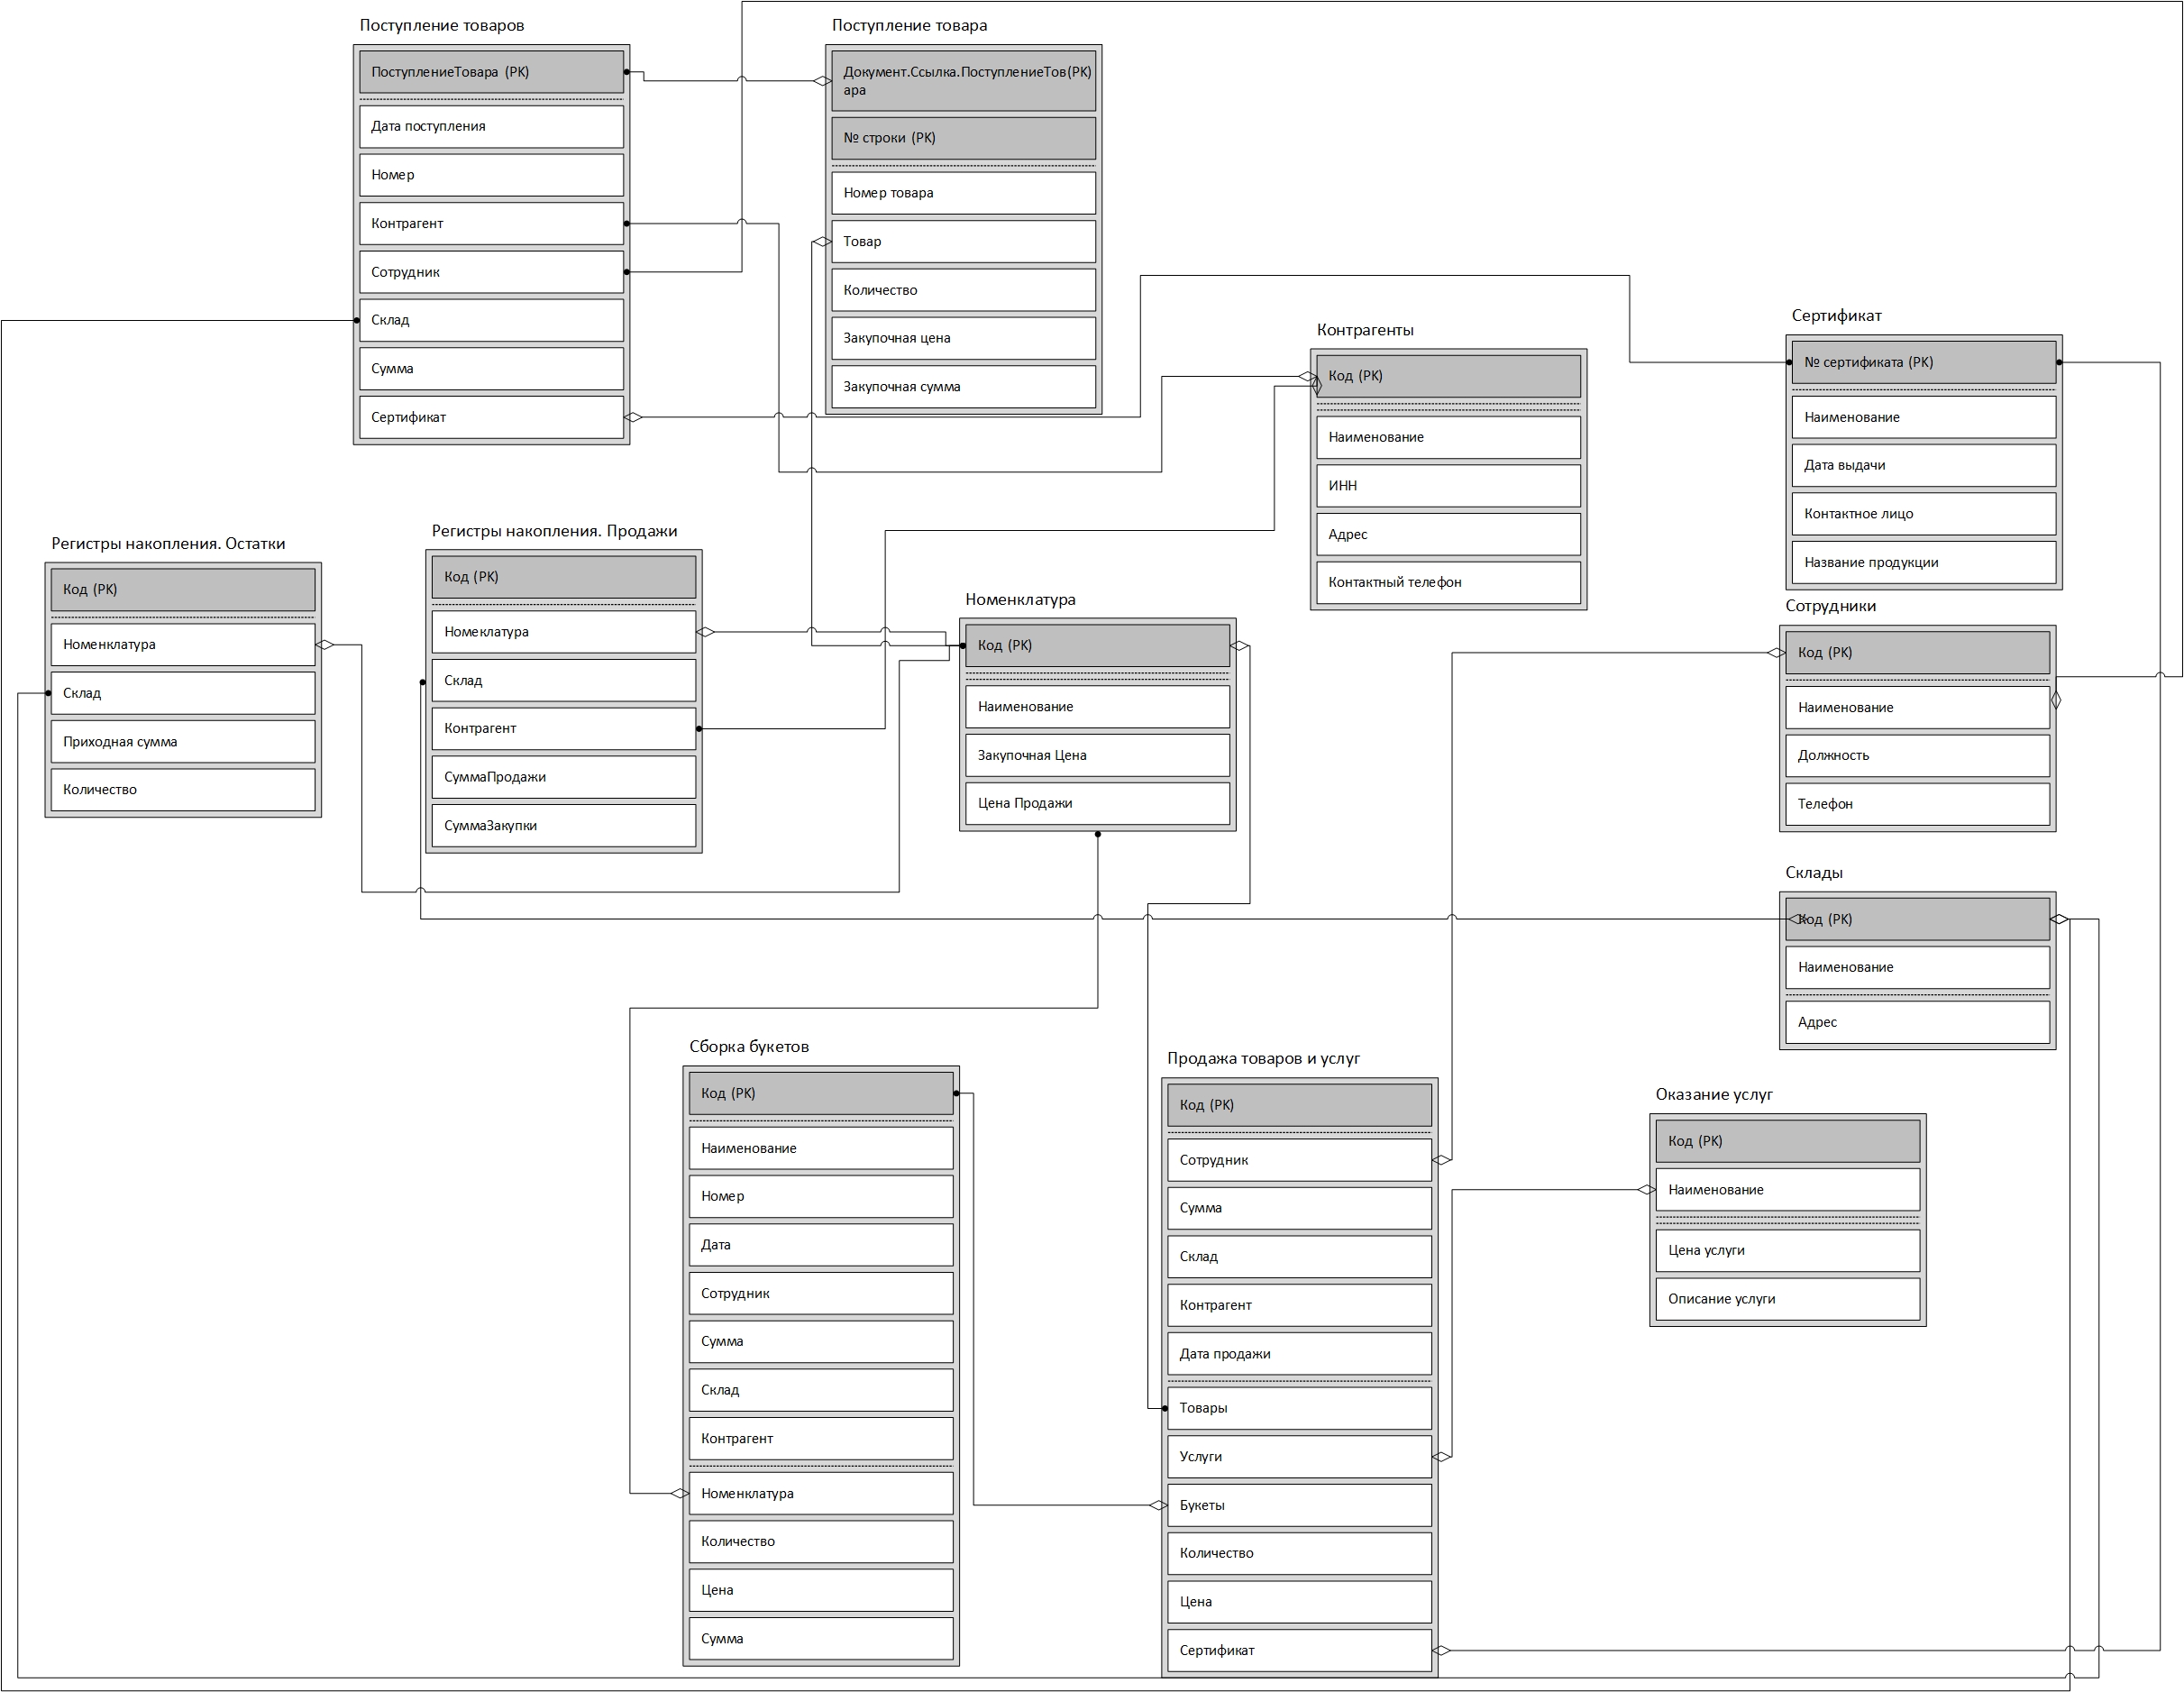 Поступление товаров
ПоступлениеТовара (PK)
Дата поступления
Номер
Контрагент
Сотрудник
Склад
Сумма
Сертификат
Поступление товара
Документ.Ссылка.ПоступлениеТов(PK)
ара
№ строки (PK)
Номер товара
Товар
Количество
Закупочная цена
Закупочная сумма
Контрагенты
Код (PK)
Наименование
ИНН
Адрес
Контактный телефон
Сертификат
№ сертификата (PK)
Наименование
Дата выдачи
Контактное лицо
Название продукции
Регистры накопления. Остатки
Код (PK)
Номенклатура
Склад
Приходная сумма
Количество
Регистры накопления. Продажи
Код (PK)
Номеклатура
Склад
Контрагент
СуммаПродажи
СуммаЗакупки
Номенклатура
Код (PK)
Наименование
Закупочная Цена
Цена Продажи
Сотрудники
Код (PK)
Наименование
Должность
Телефон
Склады
Код (PK)
Наименование
Адрес
Сборка букетов
Код (PK)
Наименование
Номер
Дата
Сотрудник
Сумма
Склад
Контрагент
Номенклатура
Количество
Цена
Сумма
Продажа товаров и услуг
Код (PK)
Сотрудник
Сумма
Склад
Контрагент
Дата продажи
Товары
Услуги
Букеты
Количество
Цена
Сертификат
Оказание услуг
Код (PK)
Наименование
Цена услуги
Описание услуги